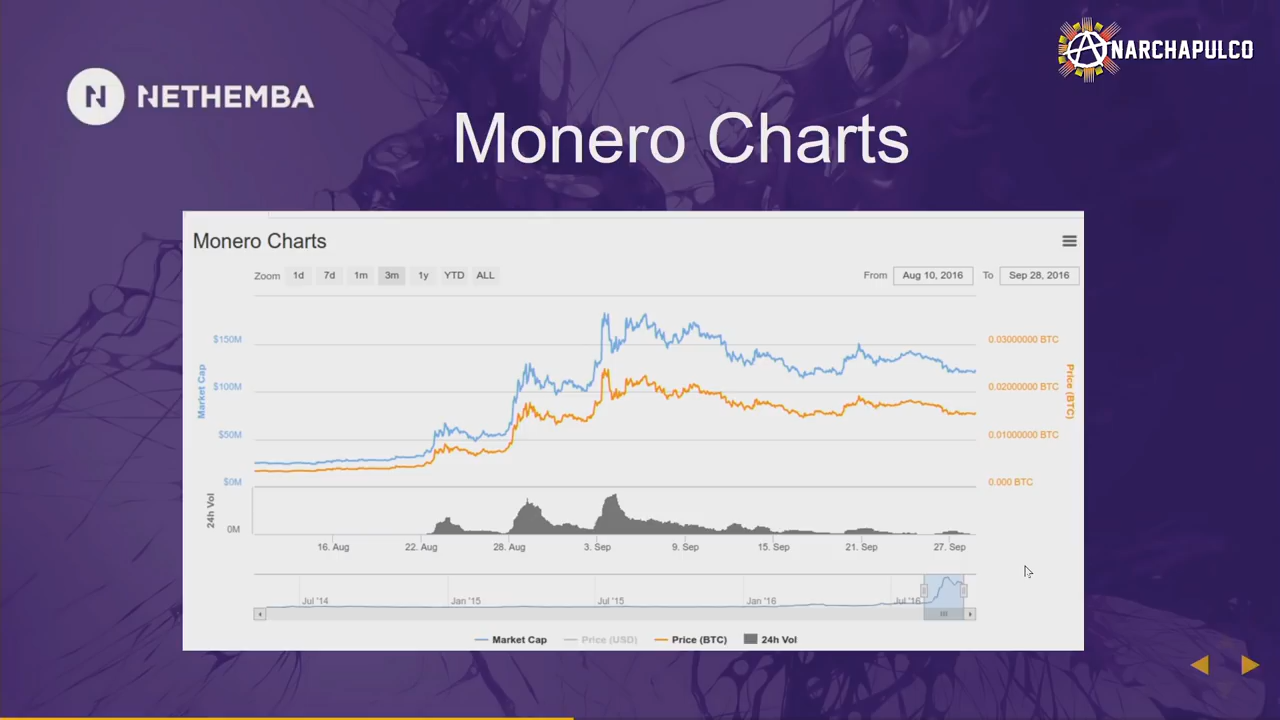 ANARCHAPULCO
N NETHEMBA
Monero Charts
Monero Charts
Zoom 1d 7d 1m 3m 1y YTD ALL From Aug 10, 2016 To Sep 28, 2016
$150M 0.03000000 BTC
$100M 0.02000000 BTC
$50M 0.01000000 BTC
$0M 0.000 BTC
Market Cap
Price (BTC)
24h Vol
0M
16. Aug 22. Aug 28. Aug 3. Sep 9. Sep 15. Sep 21. Sep 27. Sep
Jul '14 Jan '15 Jul '15 Jan '16 Jul '16
Market Cap Price (USD) Price (BTC) 24h Vol